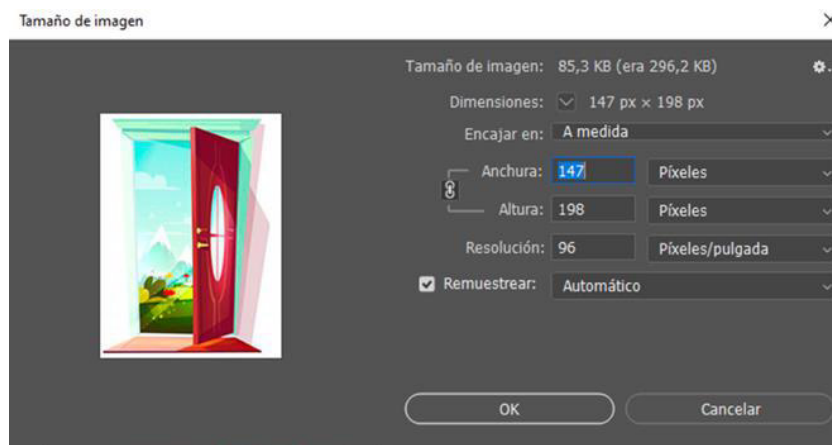 Tamaño de imagen
Tamaño de imagen: 85,3 KB (era 296,2 KB)
Dimensiones: 147 px × 198 px
Encajar en: A medida
Anchura: 147 Píxeles
Altura: 198 Píxeles
Resolución: 96 Píxeles/pulgada
Remuestrear: Automático
OK Cancelar